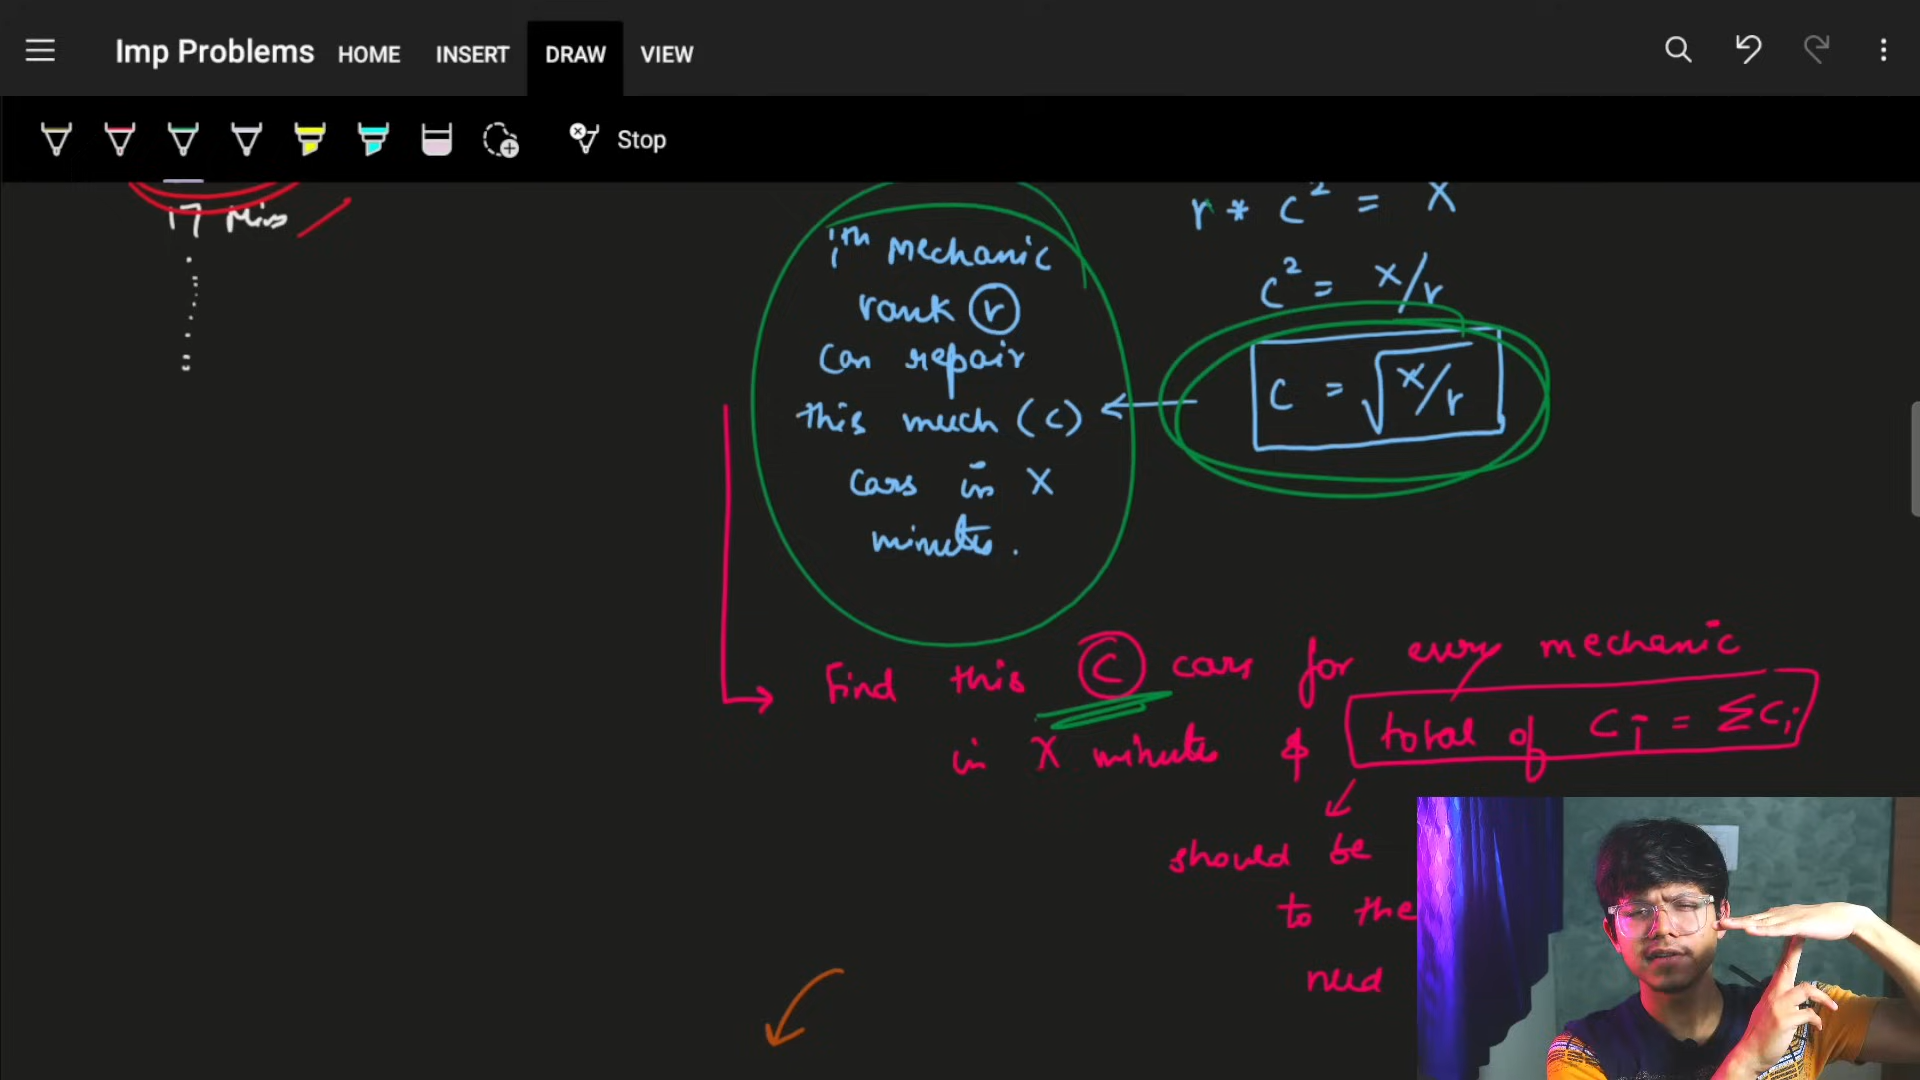 Imp Problems HOME INSERT DRAW VIEW
Stop
17 Mins
r * c² = X
ith Mechanic
c² = x/r
rank r
can repair
c = √x/r
this much (c)
cars in X
minutes.
Find this C cars for every mechanic
in X minute & total of Ci = ΣCi
should be
to the
need